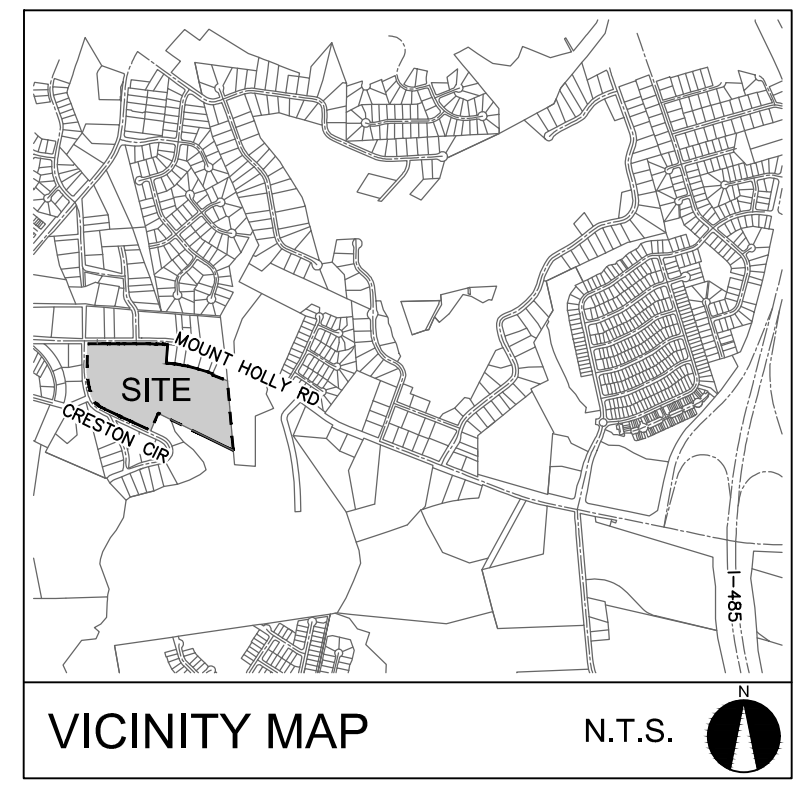 MOUNT HOLLY RD
SITE
CRESTON CIR
I-485
VICINITY MAP
N.T.S.
N